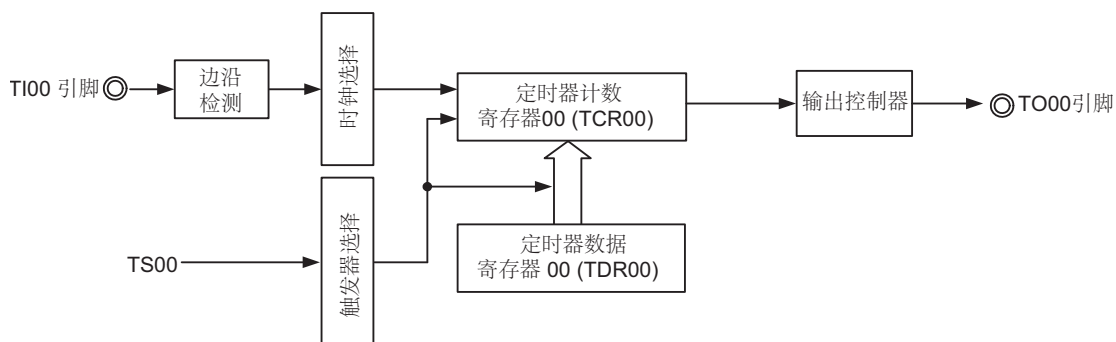 TI00 引脚
边沿
检测
时钟选择
定时器计数
寄存器00 (TCR00)
输出控制器
TO00引脚
TS00
触发器选择
定时器数据
寄存器 00 (TDR00)